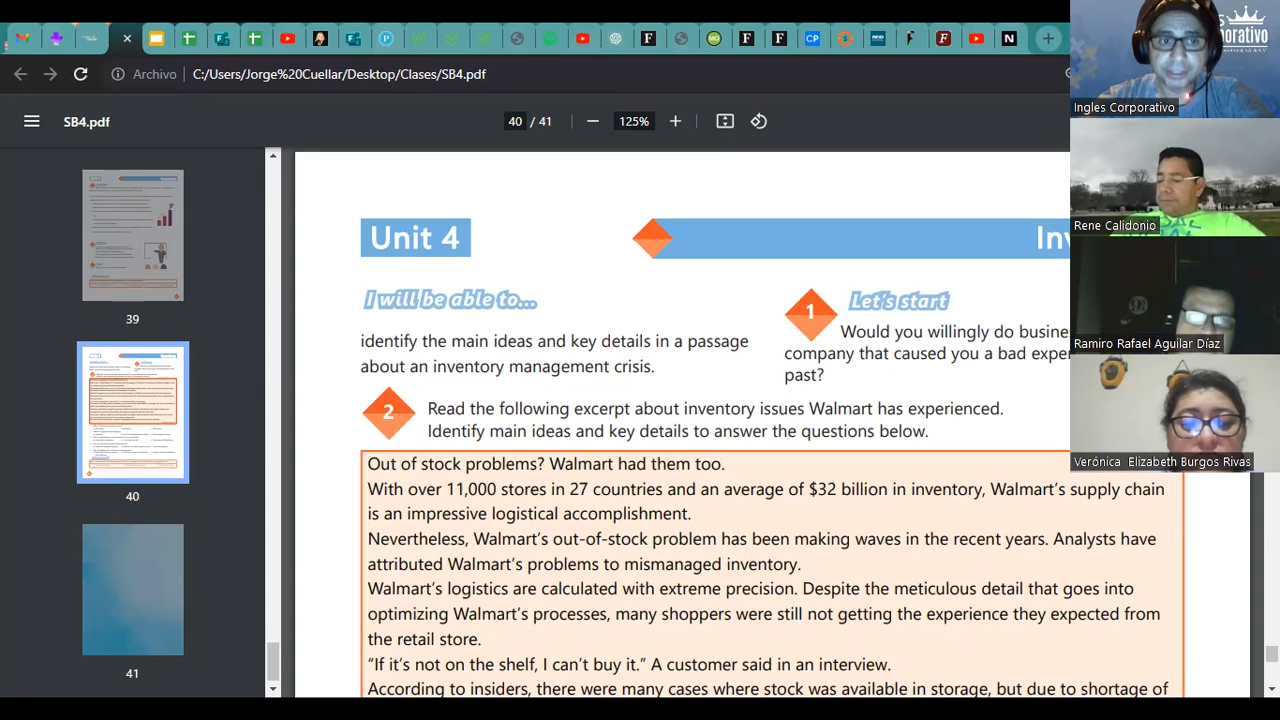 orativo
Archivo
C:/Users/Jorge%20Cuellar/Desktop/Clases/SB4.pdf
Ingles Corporativo
SB4.pdf
40 / 41
125%
Rene Calidonio
Unit 4
I will be able to...
1
Let's start
identify the main ideas and key details in a passage
about an inventory management crisis.
Would you willingly do busine
company that caused you a bad exper
past?
Ramiro Rafael Aguilar Díaz
2
Read the following excerpt about inventory issues Walmart has experienced.
Identify main ideas and key details to answer the questions below.
Verónica Elizabeth Burgos Rivas
Out of stock problems? Walmart had them too.
With over 11,000 stores in 27 countries and an average of $32 billion in inventory, Walmart's supply chain
is an impressive logistical accomplishment.
Nevertheless, Walmart's out-of-stock problem has been making waves in the recent years. Analysts have
attributed Walmart's problems to mismanaged inventory.
Walmart's logistics are calculated with extreme precision. Despite the meticulous detail that goes into
optimizing Walmart's processes, many shoppers were still not getting the experience they expected from
the retail store.
“If it's not on the shelf, I can't buy it.” A customer said in an interview.
According to insiders, there were many cases where stock was available in storage, but due to shortage of
39
40
41